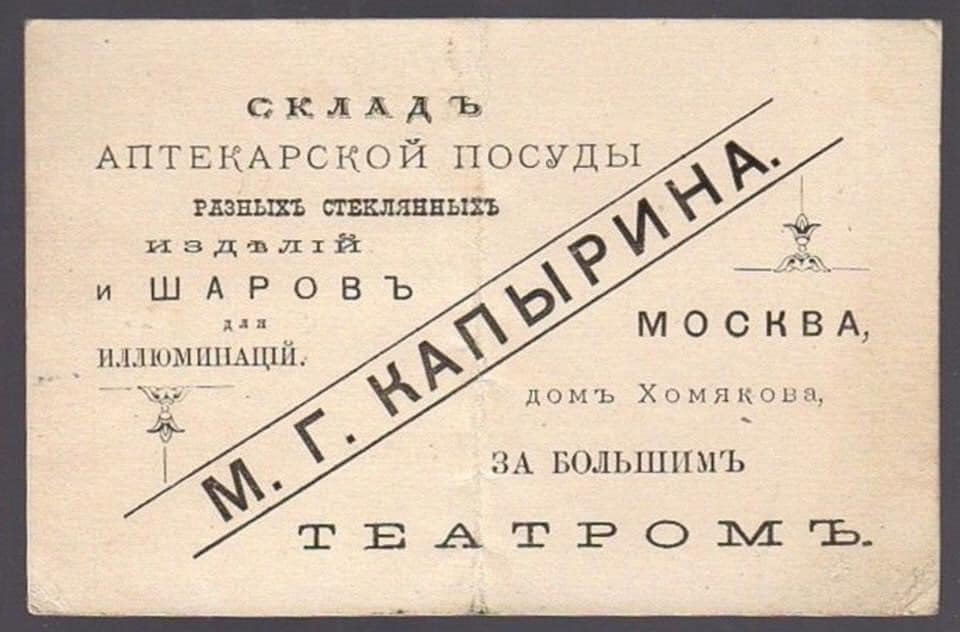 СКЛАДЪ
АПТЕКАРСКОЙ ПОСУДЫ
РАЗНЫХЪ СТЕКЛЯННЫХЪ
ИЗДѢЛІЙ
и ШАРОВЪ
для
ИЛЛЮМИНАЦІЙ.
М. Г. КАПЫРИНА.
МОСКВА,
домъ Хомякова,
ЗА БОЛЬШИМЪ
ТЕАТРОМЪ.